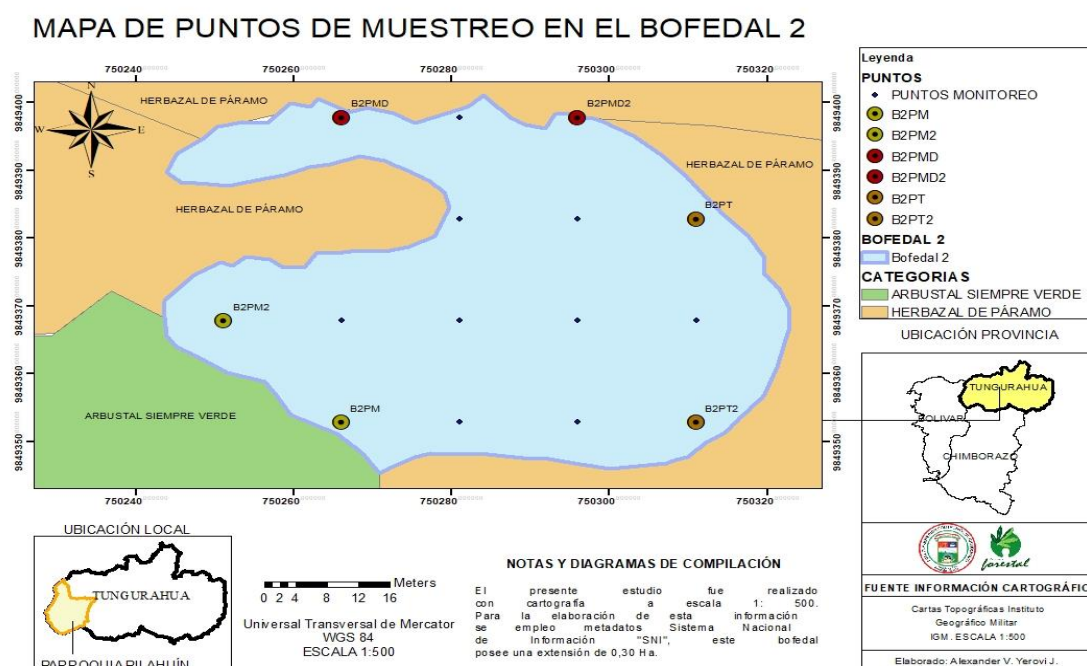 MAPA DE PUNTOS DE MUESTREO EN EL BOFEDAL 2
750240 750260 750280 750300 750320
9849400
9849390
9849380
9849370
9849360
9849350
N
W E
S
HERBAZAL DE PÁRAMO
B2PMD
B2PMD2
HERBAZAL DE PÁRAMO
HERBAZAL DE PÁRAMO
B2PT
B2PM2
ARBUSTAL SIEMPRE VERDE
B2PM
B2PT2
9849400
9849390
9849380
9849370
9849360
9849350
750240 750260 750280 750300 750320
Leyenda
PUNTOS
PUNTOS MONITOREO
B2PM
B2PM2
B2PMD
B2PMD2
B2PT
B2PT2
BOFEDAL 2
Bofedal 2
CATEGORIAS
ARBUSTAL SIEMPRE VERDE
HERBAZAL DE PÁRAMO
UBICACIÓN PROVINCIA
TUNGURAHUA
BOLIVAR
CHIMBORAZO
forestal
FUENTE INFORMACIÓN CARTOGRÁFIC
Cartas Topográficas Instituto
Geográfico Militar
IGM. ESCALA 1:500
Elaborado: Alexander V. Yerovi J.
UBICACIÓN LOCAL
TUNGURAHUA
PARROQUIA PILAHUÍN
Meters
0 2 4 8 12 16
Universal Transversal de Mercator
WGS 84
ESCALA 1:500
NOTAS Y DIAGRAMAS DE COMPILACIÓN
El presente estudio fue realizado
con cartografía a escala 1: 500.
Para la elaboración de esta información
se empleo metadatos Sistema Nacional
de Información "SNI", este bofedal
posee una extensión de 0,30 Ha.